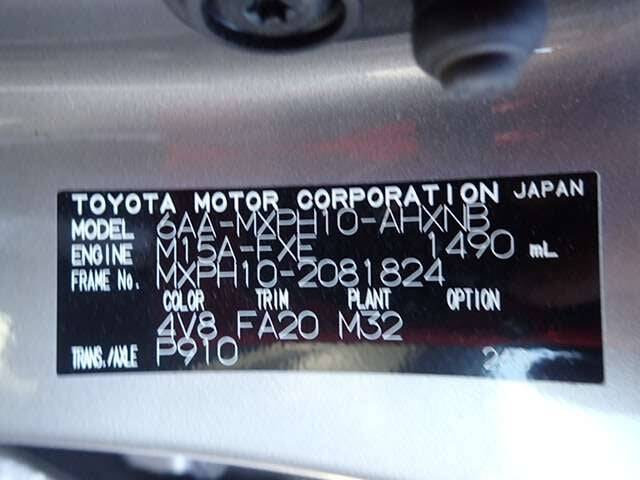 TOYOTA MOTOR CORPORATION JAPAN
MODEL 6AA-MXPH10-AHXNB
ENGINE M15A-FXE 1490 mL
FRAME No. MXPH10-2081824
COLOR TRIM PLANT OPTION
4V8 FA20 M32
TRANS./AXLE P910